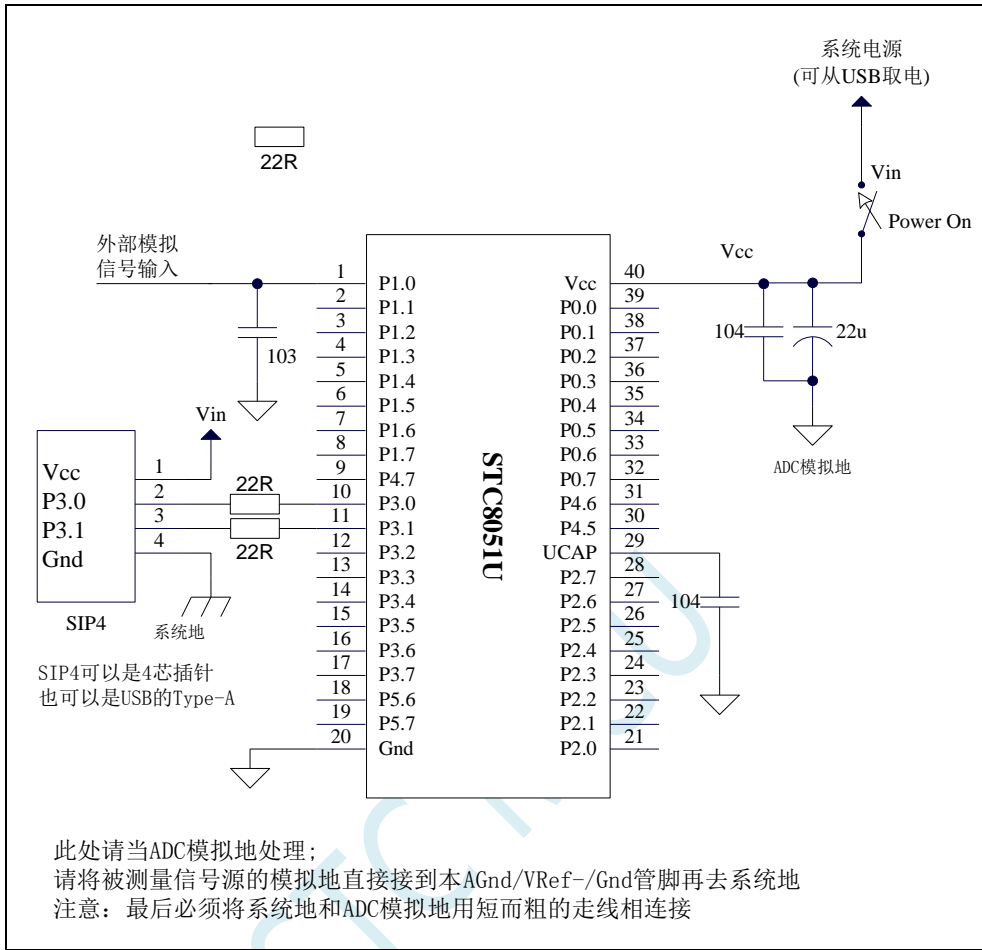 系统电源
(可从USB取电)
22R
Vin
Power On
外部模拟
信号输入
Vcc
103
104
22u
ADC模拟地
1 P1.0
2 P1.1
3 P1.2
4 P1.3
5 P1.4
6 P1.5
7 P1.6
8 P1.7
9 P4.7
10 P3.0
11 P3.1
12 P3.2
13 P3.3
14 P3.4
15 P3.5
16 P3.6
17 P3.7
18 P5.6
19 P5.7
20 Gnd
STC8051U
Vcc 40
P0.0 39
P0.1 38
P0.2 37
P0.3 36
P0.4 35
P0.5 34
P0.6 33
P0.7 32
P4.6 31
P4.5 30
UCAP 29
P2.7 28
P2.6 27
P2.5 26
P2.4 25
P2.3 24
P2.2 23
P2.1 22
P2.0 21
104
Vin
Vcc 1
P3.0 2
P3.1 3
Gnd 4
22R
22R
SIP4
系统地
SIP4可以是4芯插针
也可以是USB的Type-A
此处请当ADC模拟地处理;
请将被测量信号源的模拟地直接接到本AGnd/VRef-/Gnd管脚再去系统地
注意：最后必须将系统地和ADC模拟地用短而粗的走线相连接